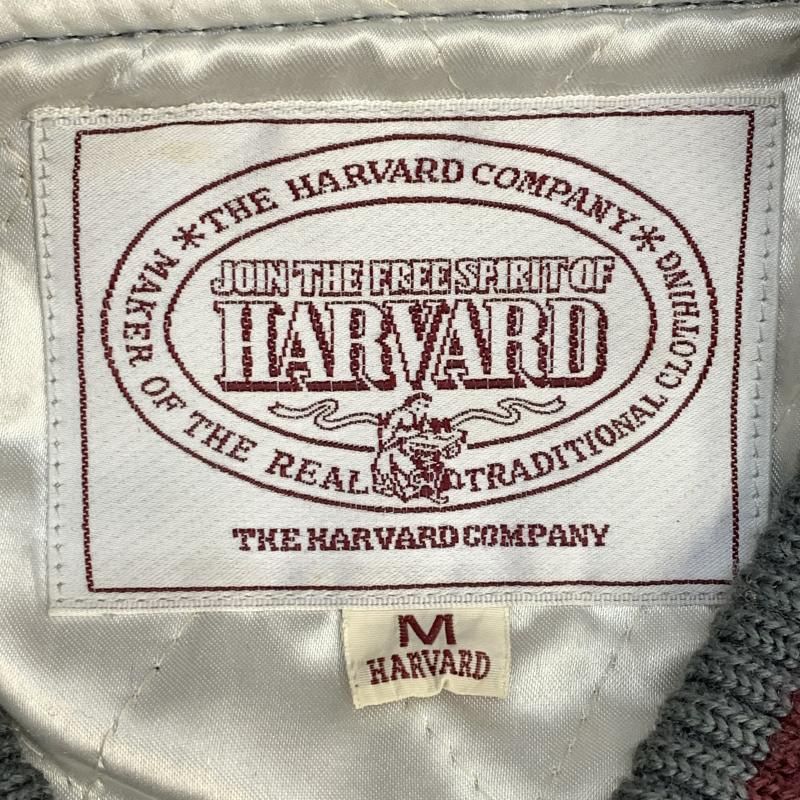 *THE HARVARD COMPANY*
MAKER OF THE REAL TRADITIONAL CLOTHING
JOIN THE FREE SPIRIT OF
HARVARD
THE HARVARD COMPANY
M
HARVARD